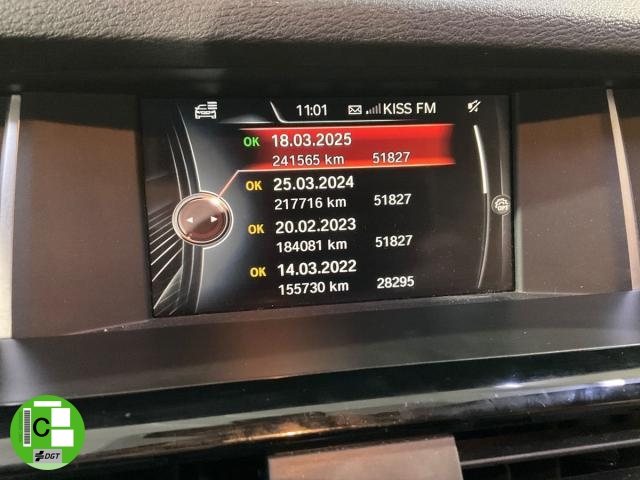 11:01 KISS FM
OK 18.03.2025
241565 km 51827
OK 25.03.2024
217716 km 51827
OK 20.02.2023
184081 km 51827
OK 14.03.2022
155730 km 28295
C
DGT